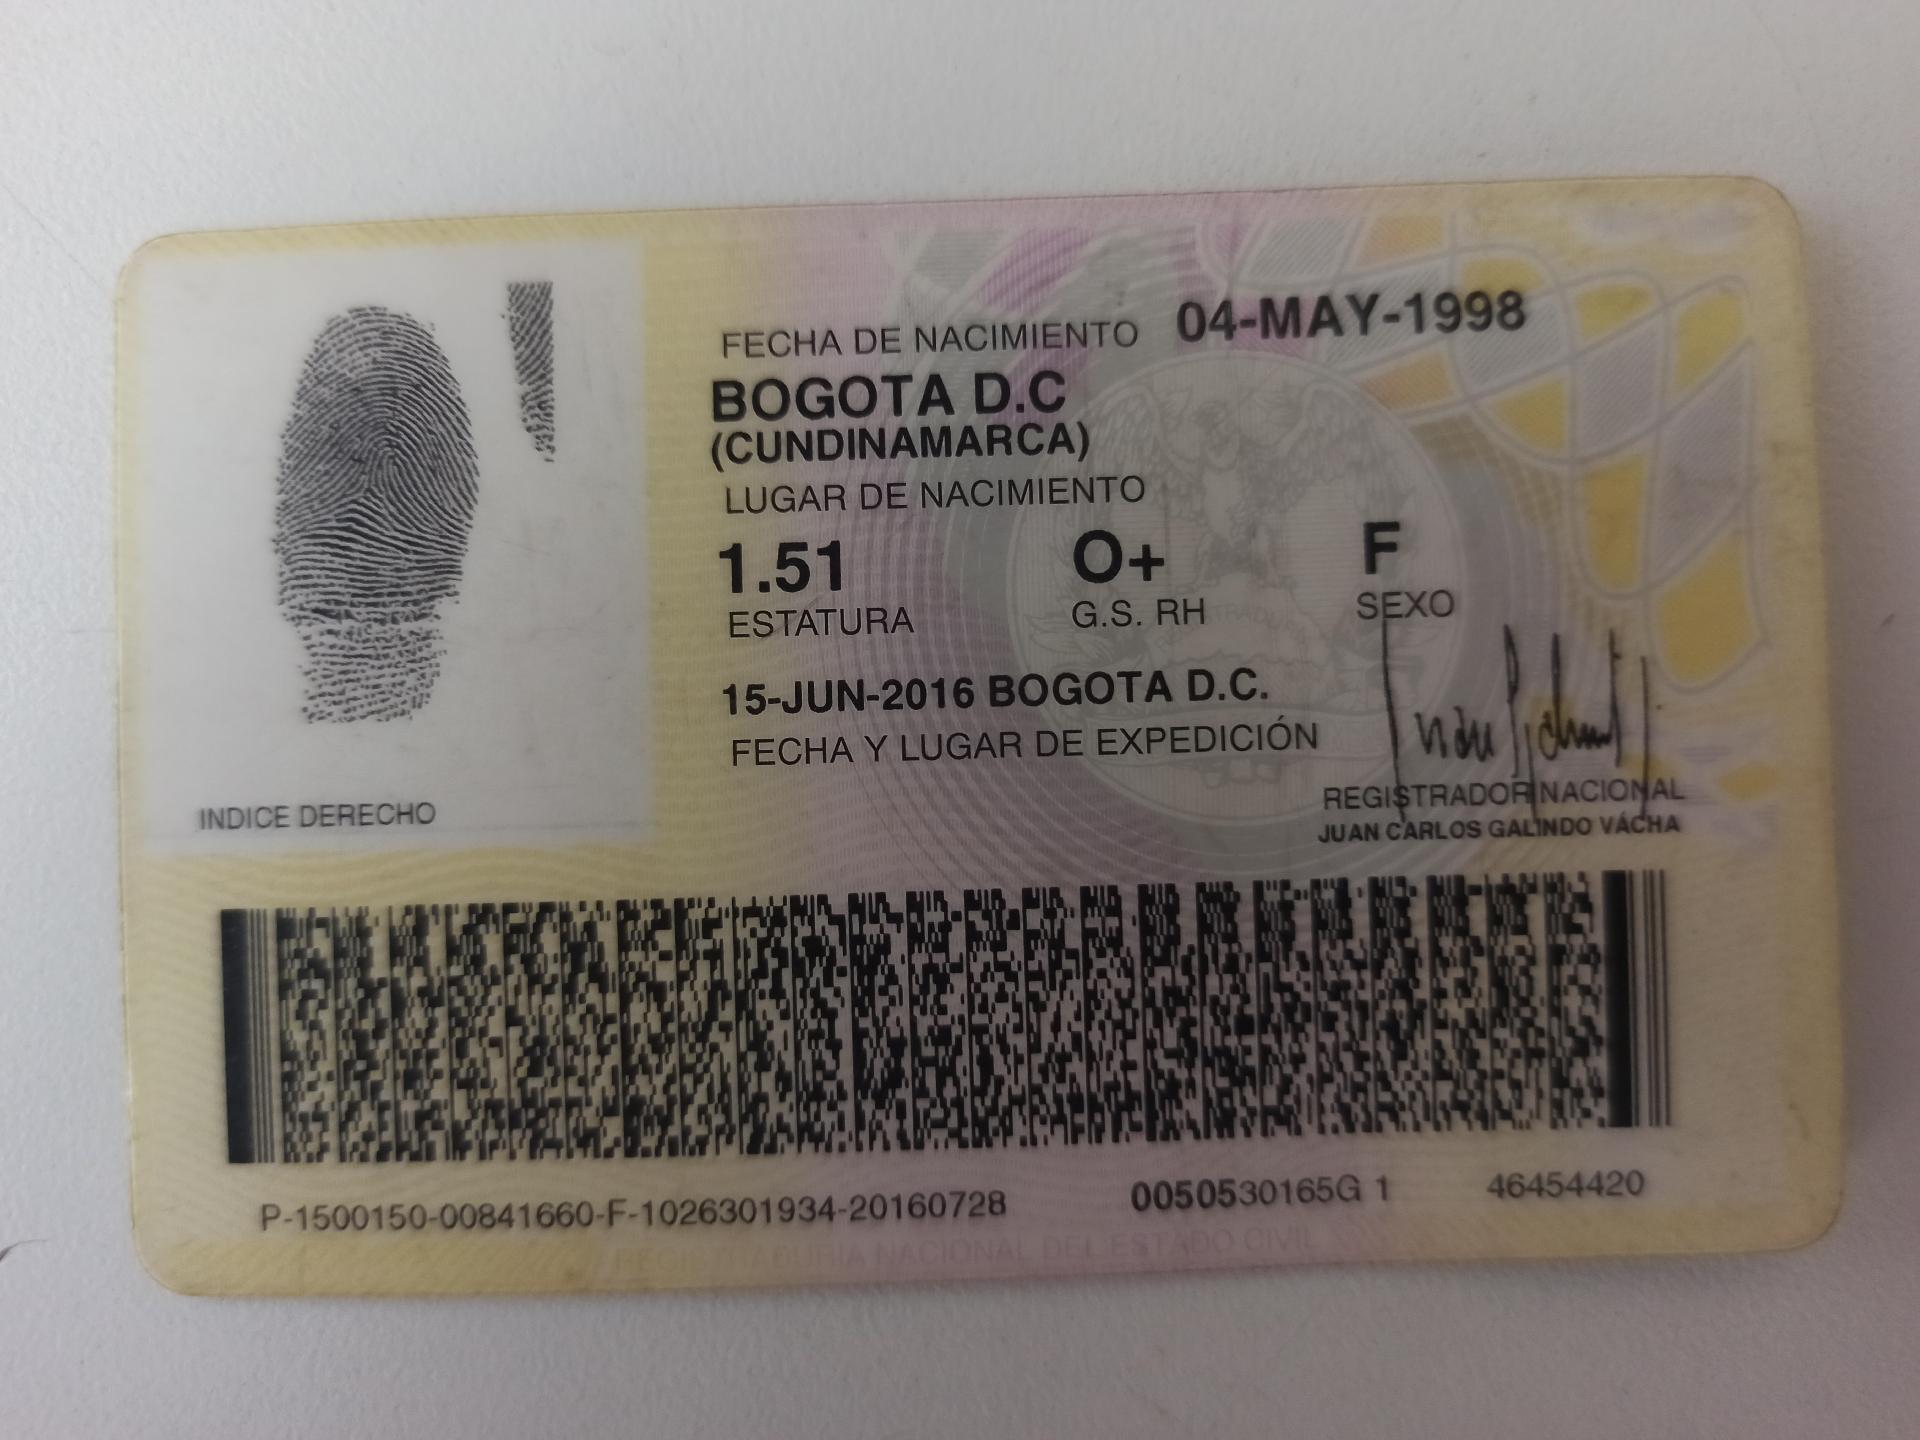 FECHA DE NACIMIENTO 04-MAY-1998
BOGOTA D.C
(CUNDINAMARCA)
LUGAR DE NACIMIENTO
1.51 O+ F
ESTATURA G.S. RH SEXO
15-JUN-2016 BOGOTA D.C.
FECHA Y LUGAR DE EXPEDICIÓN
INDICE DERECHO
REGISTRADOR NACIONAL
JUAN CARLOS GALINDO VÁCHA
P-1500150-00841660-F-1026301934-20160728 0050530165G 1 46454420
REGISTRADURIA NACIONAL DEL ESTADO CIVIL